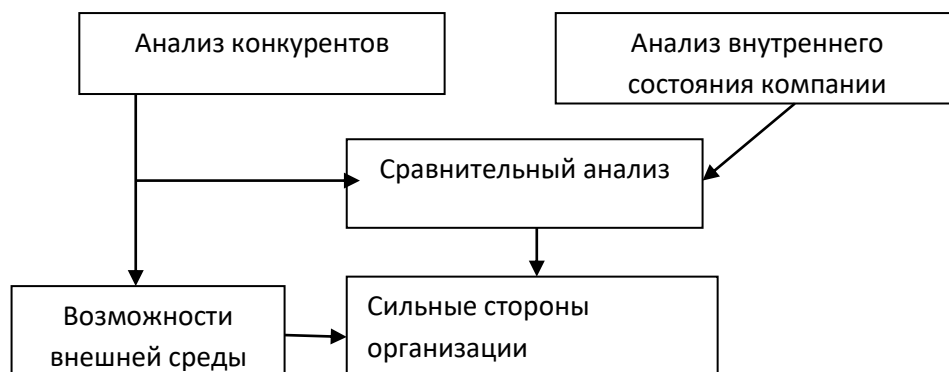 Анализ конкурентов
Анализ внутреннего
состояния компании
Сравнительный анализ
Возможности
внешней среды
Сильные стороны
организации